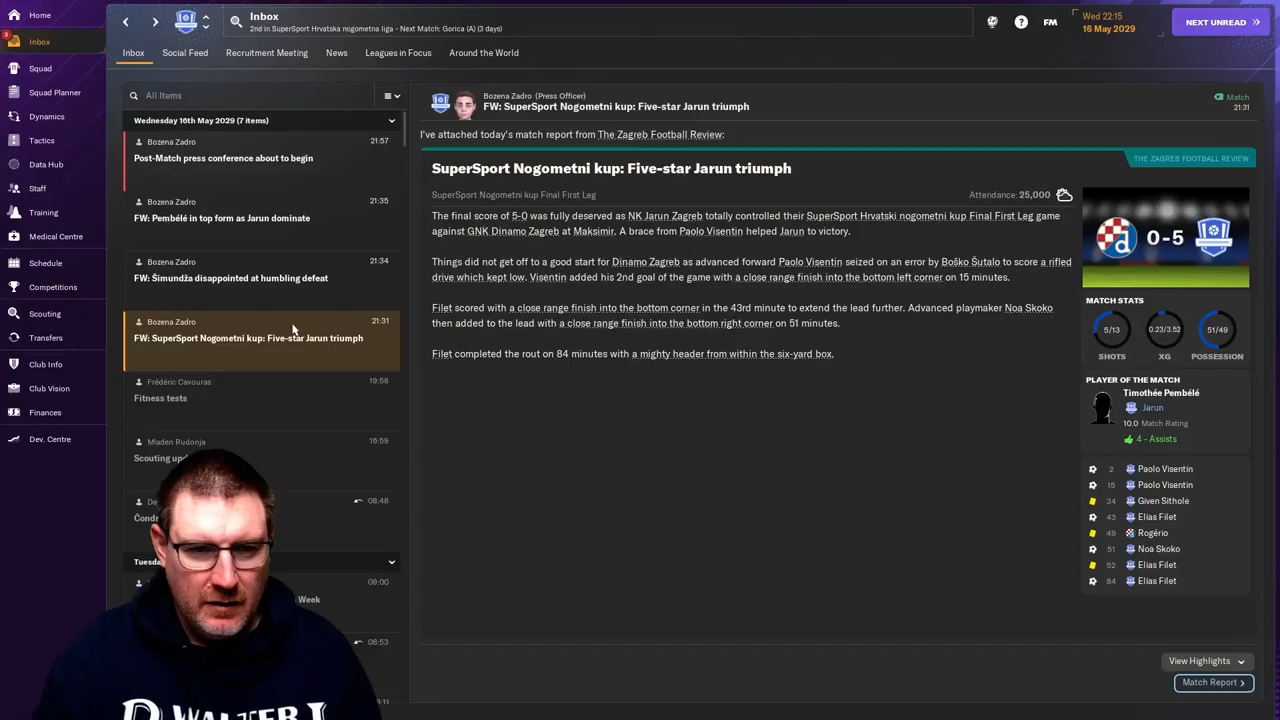 Home
3
Inbox
Squad
Squad Planner
Dynamics
Tactics
Data Hub
Staff
Training
Medical Centre
Schedule
Competitions
Scouting
Transfers
Club Info
Club Vision
Finances
Dev. Centre
Inbox
2nd in SuperSport Hrvatska nogometna liga - Next Match: Gorica (A) (3 days)
FM
Wed 22:15
16 May 2029
NEXT UNREAD
Inbox Social Feed Recruitment Meeting News Leagues in Focus Around the World
All Items
Wednesday 16th May 2029 (7 items)
Bozena Zadro 21:57
Post-Match press conference about to begin
Bozena Zadro 21:35
FW: Pembélé in top form as Jarun dominate
Bozena Zadro 21:34
FW: Šimundža disappointed at humbling defeat
Bozena Zadro 21:31
FW: SuperSport Nogometni kup: Five-star Jarun triumph
Frédéric Cavouras 19:58
Fitness tests
Mladen Rudonja 16:59
Scouting
08:48
09:00
Week
08:53
Bozena Zadro (Press Officer)
FW: SuperSport Nogometni kup: Five-star Jarun triumph
Match
21:31
I've attached today's match report from The Zagreb Football Review:
THE ZAGREB FOOTBALL REVIEW
SuperSport Nogometni kup: Five-star Jarun triumph
SuperSport Nogometni kup Final First Leg Attendance: 25,000
The final score of 5-0 was fully deserved as NK Jarun Zagreb totally controlled their SuperSport Hrvatski nogometni kup Final First Leg game
against GNK Dinamo Zagreb at Maksimir. A brace from Paolo Visentin helped Jarun to victory.
Things did not get off to a good start for Dinamo Zagreb as advanced forward Paolo Visentin seized on an error by Boško Šutalo to score a rifled
drive which kept low. Visentin added his 2nd goal of the game with a close range finish into the bottom left corner on 15 minutes.
Filet scored with a close range finish into the bottom corner in the 43rd minute to extend the lead further. Advanced playmaker Noa Skoko
then added to the lead with a close range finish into the bottom right corner on 51 minutes.
Filet completed the rout on 84 minutes with a mighty header from within the six-yard box.
0-5
MATCH STATS
5/13 0.23/3.52 51/49
SHOTS XG POSSESSION
PLAYER OF THE MATCH
Timothée Pembélé
Jarun
10.0 Match Rating
4 - Assists
2 Paolo Visentin
15 Paolo Visentin
34 Given Sithole
43 Elias Filet
49 Rogério
51 Noa Skoko
52 Elias Filet
84 Elias Filet
View Highlights
Match Report